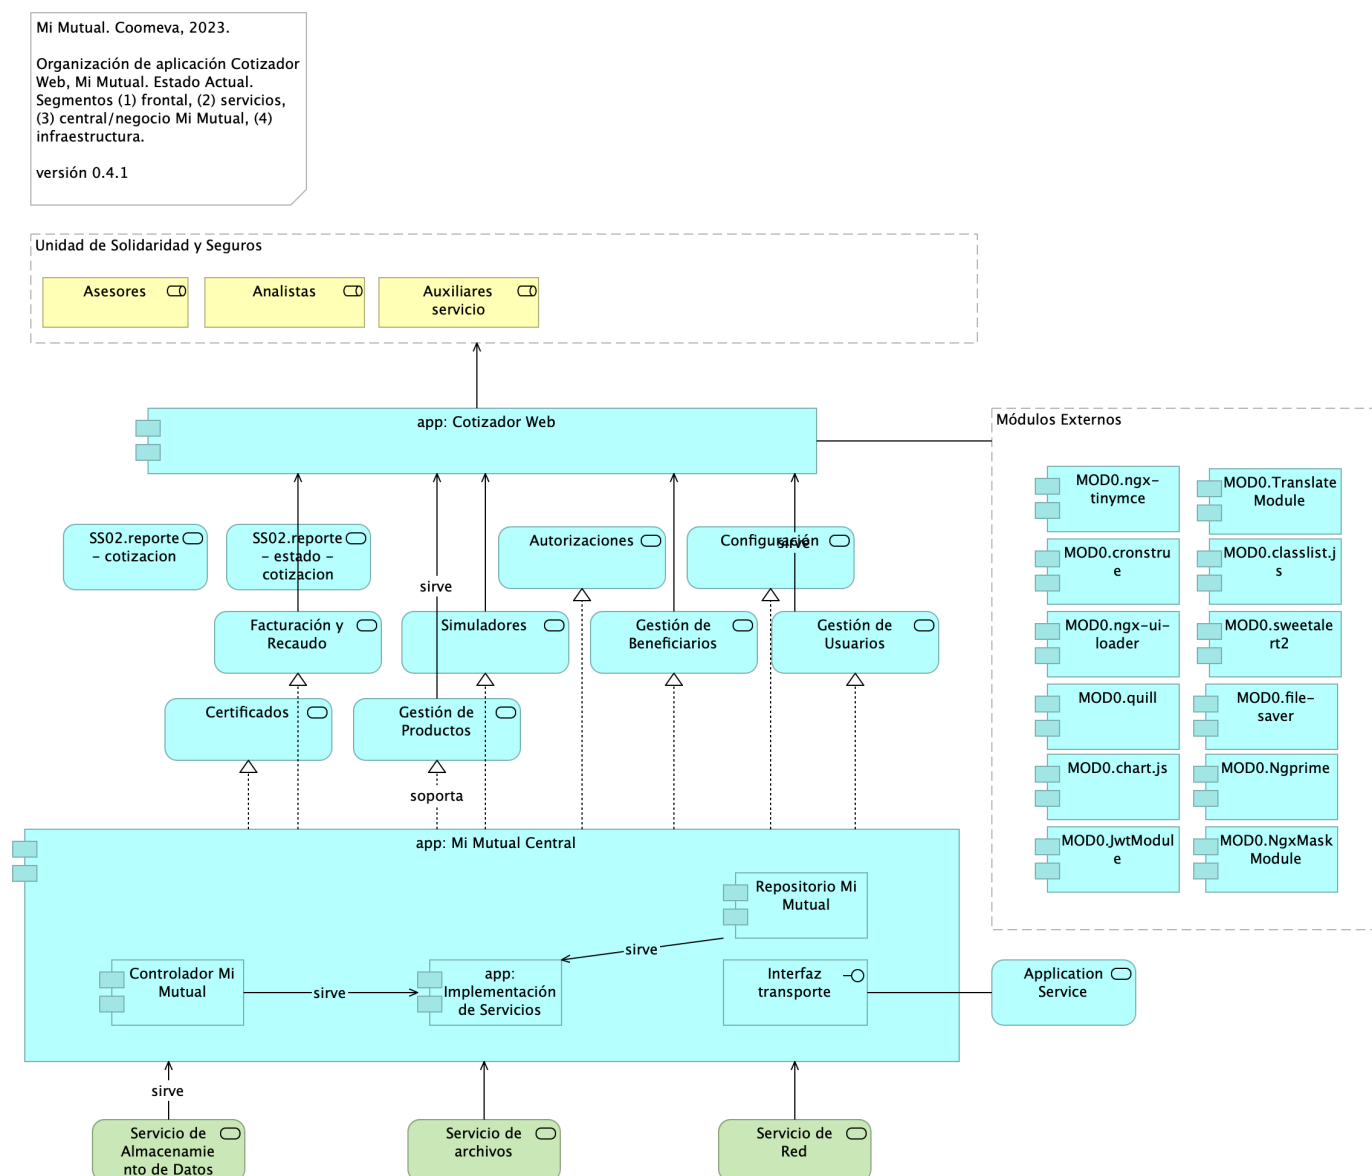 Mi Mutual. Coomeva, 2023.
Organización de aplicación Cotizador
Web, Mi Mutual. Estado Actual.
Segmentos (1) frontal, (2) servicios,
(3) central/negocio Mi Mutual, (4)
infraestructura.
versión 0.4.1
Unidad de Solidaridad y Seguros
Asesores
Analistas
Auxiliares
servicio
app: Cotizador Web
Módulos Externos
MOD0.ngx-
tinymce
MOD0.Translate
Module
MOD0.cronstru
e
MOD0.classlist.j
s
MOD0.ngx-ui-
loader
MOD0.sweetale
rt2
MOD0.quill
MOD0.file-
saver
MOD0.chart.js
MOD0.Ngprime
MOD0.JwtModul
e
MOD0.NgxMask
Module
SS02.reporte
- cotizacion
SS02.reporte
- estado -
cotizacion
Autorizaciones
Configuración
sirve
sirve
Facturación y
Recaudo
Simuladores
Gestión de
Beneficiarios
Gestión de
Usuarios
Certificados
Gestión de
Productos
soporta
app: Mi Mutual Central
Repositorio Mi
Mutual
sirve
Controlador Mi
Mutual
sirve
app:
Implementación
de Servicios
Interfaz
transporte
Application
Service
sirve
Servicio de
Almacenamie
nto de Datos
Servicio de
archivos
Servicio de
Red